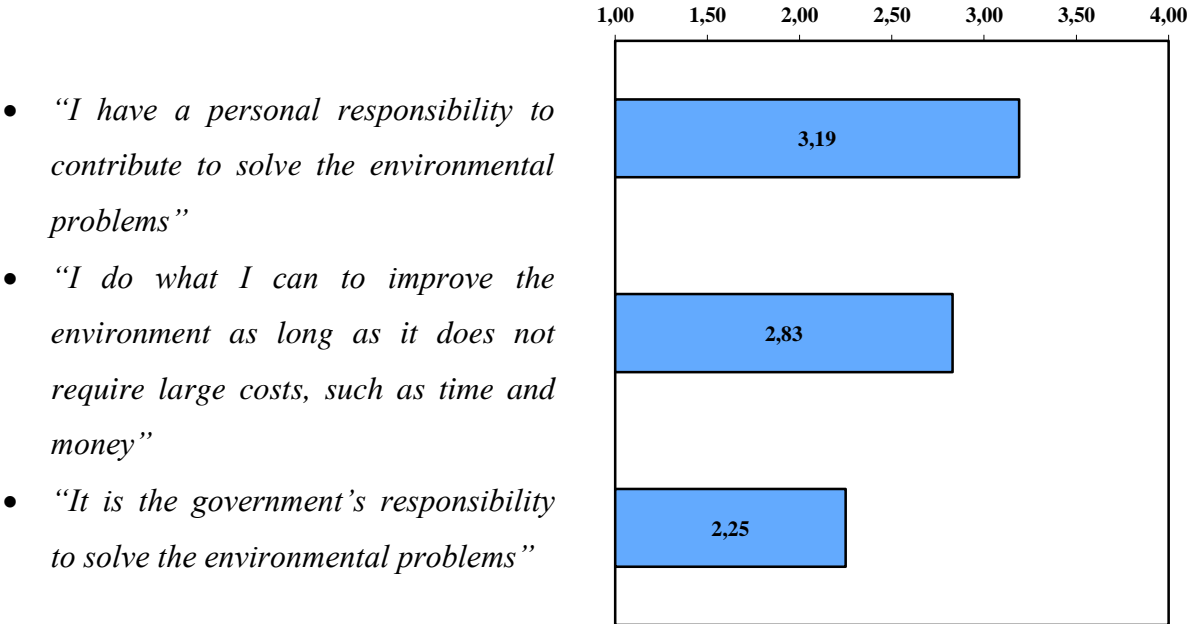 1,00 1,50 2,00 2,50 3,00 3,50 4,00
• “I have a personal responsibility to
contribute to solve the environmental
problems”
3,19
• “I do what I can to improve the
environment as long as it does not
require large costs, such as time and
money”
2,83
• “It is the government’s responsibility
to solve the environmental problems”
2,25